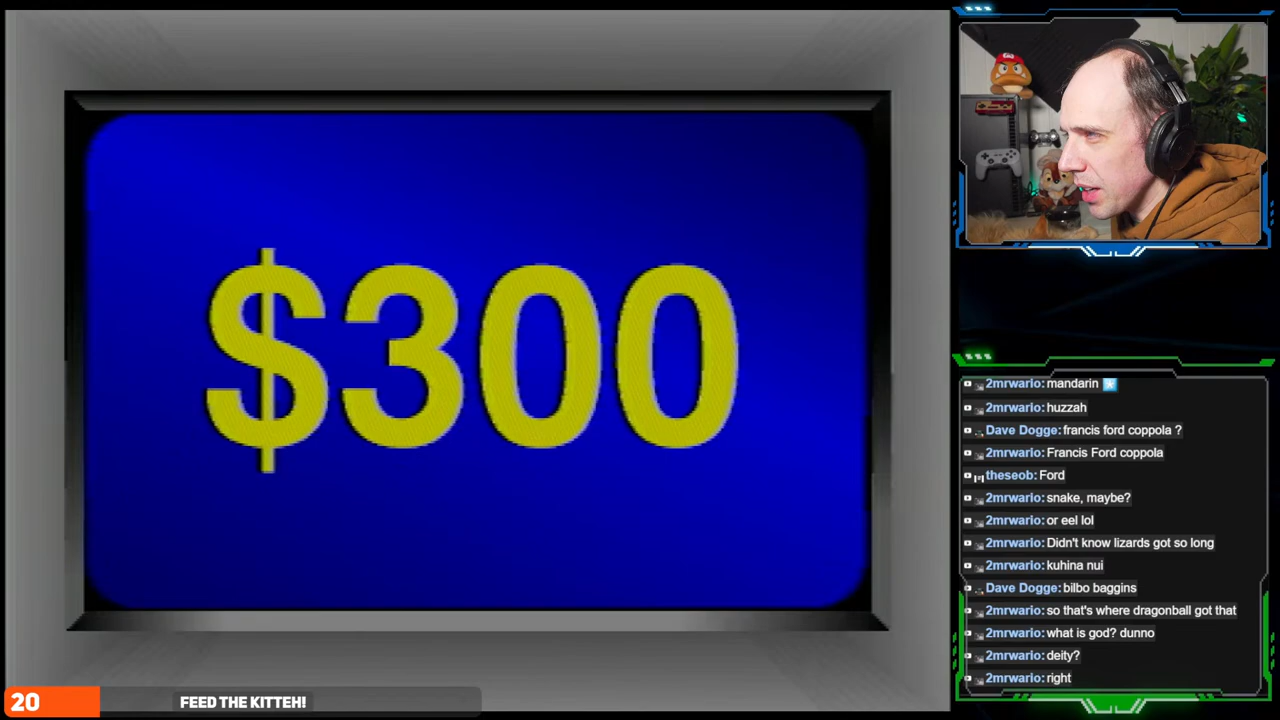 $300
2mrwario: mandarin
2mrwario: huzzah
Dave Dogge: francis ford coppola ?
2mrwario: Francis Ford coppola
theseob: Ford
2mrwario: snake, maybe?
2mrwario: or eel lol
2mrwario: Didn't know lizards got so long
2mrwario: kuhina nui
Dave Dogge: bilbo baggins
2mrwario: so that's where dragonball got that
2mrwario: what is god? dunno
2mrwario: deity?
2mrwario: right
20
FEED THE KITTEH!